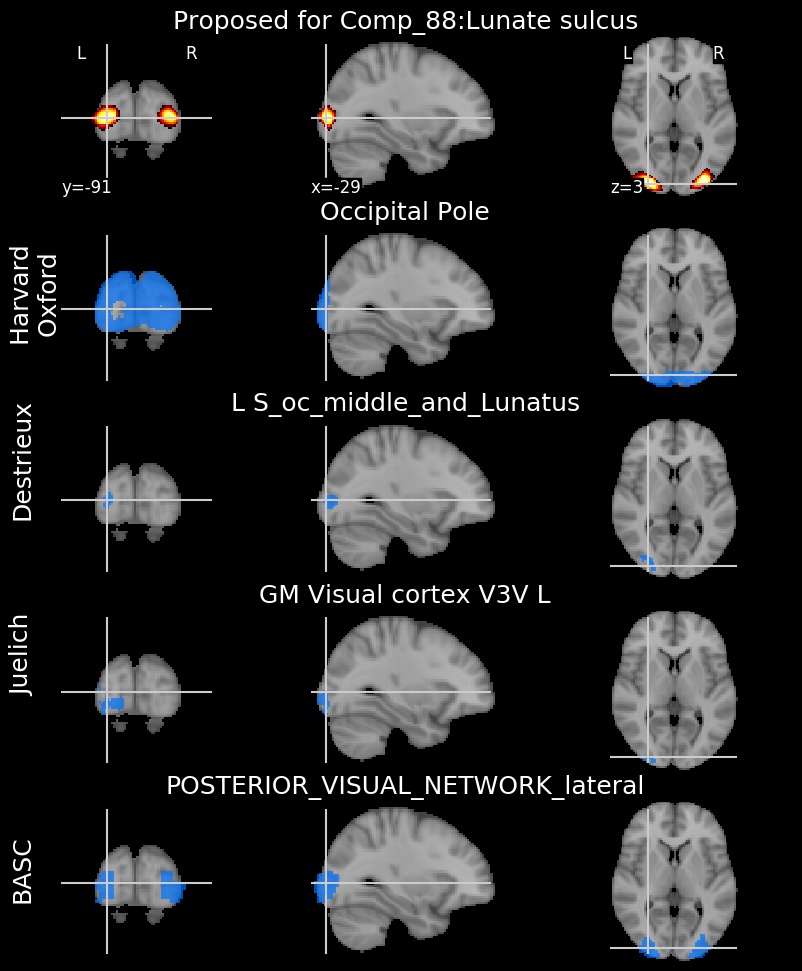 Proposed for Comp_88:Lunate sulcus
L R L R
y=-91 x=-29 z=3
Occipital Pole
Harvard
Oxford
L S_oc_middle_and_Lunatus
Destrieux
GM Visual cortex V3V L
Juelich
POSTERIOR_VISUAL_NETWORK_lateral
BASC